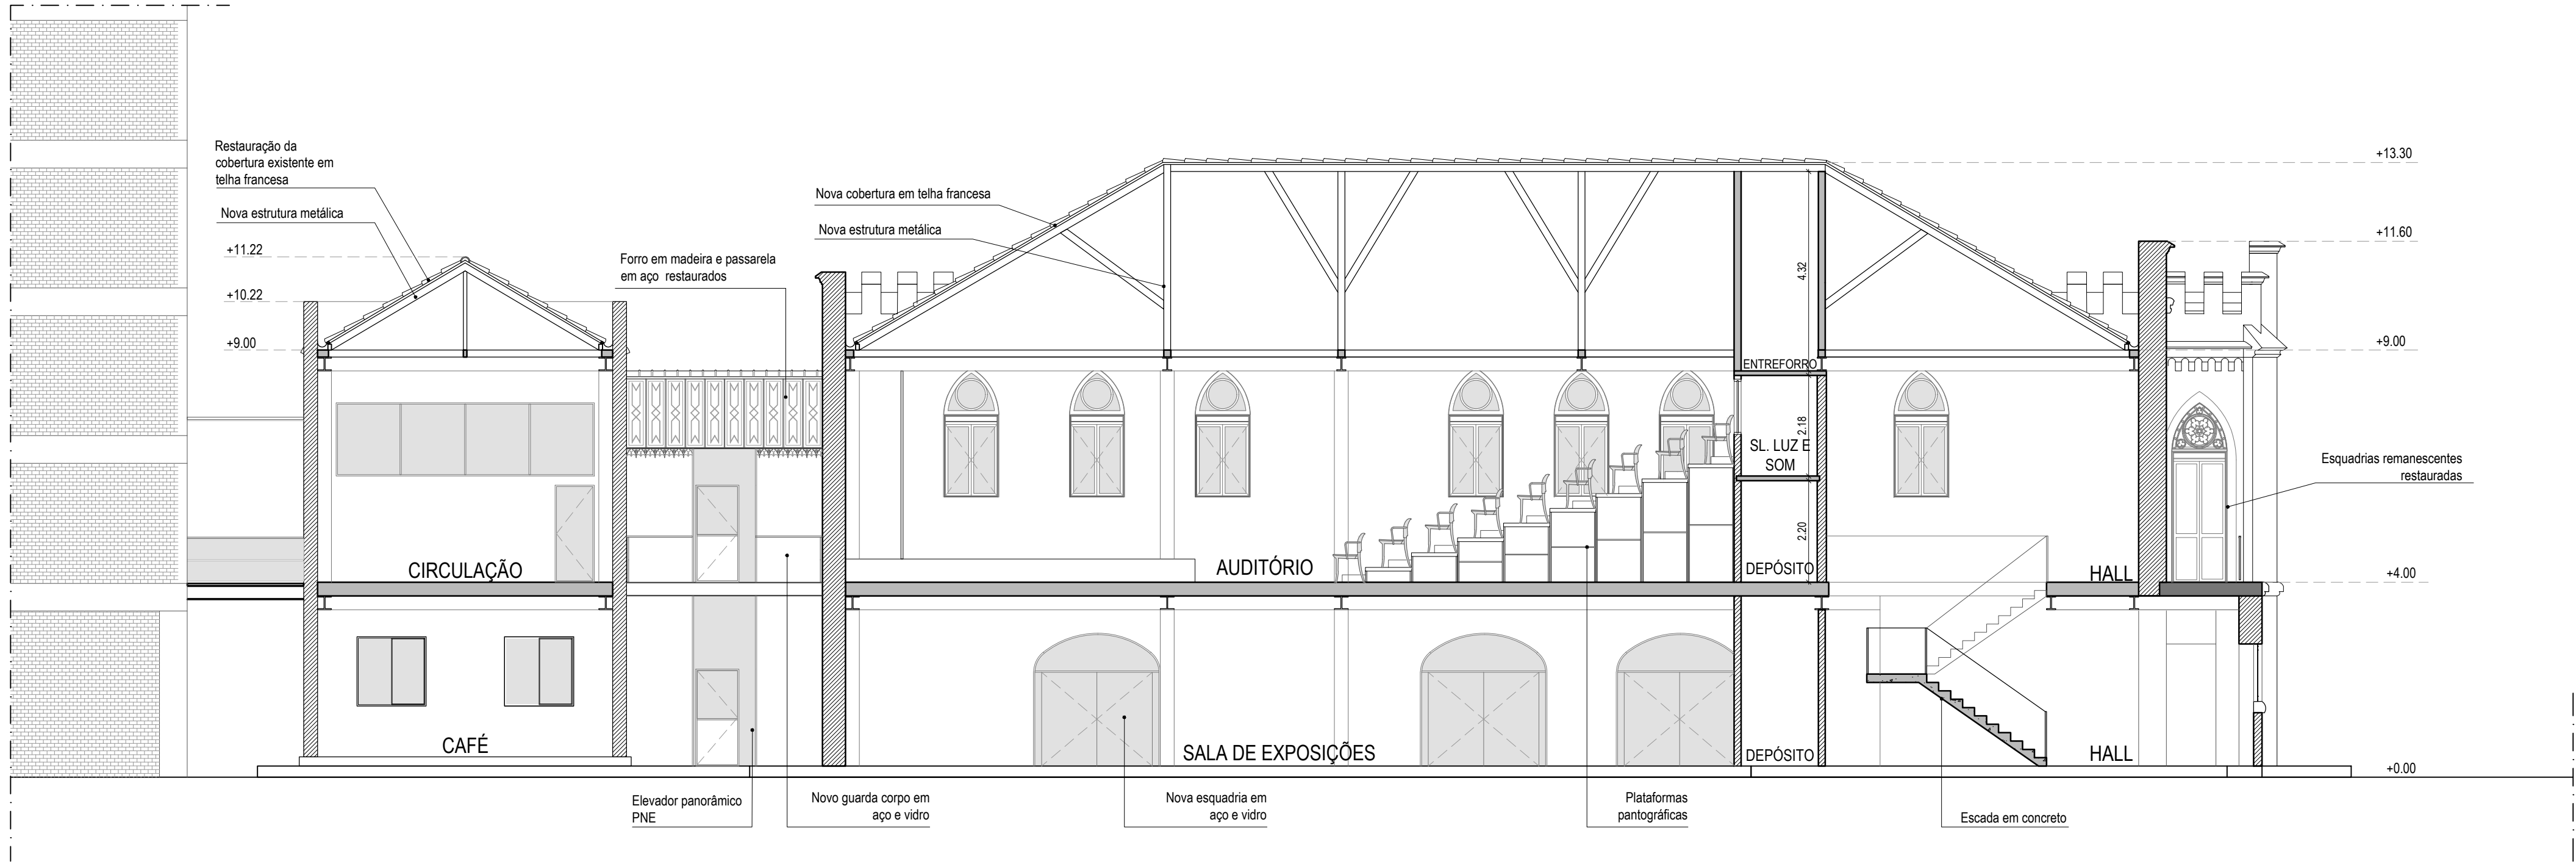 Restauração da
cobertura existente em
telha francesa
Nova estrutura metálica
+11.22
+10.22
+9.00
Forro em madeira e passarela
em aço restaurados
Nova cobertura em telha francesa
Nova estrutura metálica
+13.30
+11.60
+9.00
4.32
ENTREFORRO
2.18
SL. LUZ E
SOM
2.20
Esquadrias remanescentes
restauradas
CIRCULAÇÃO
AUDITÓRIO
DEPÓSITO
HALL
+4.00
CAFÉ
SALA DE EXPOSIÇÕES
DEPÓSITO
HALL
+0.00
Elevador panorâmico
PNE
Novo guarda corpo em
aço e vidro
Nova esquadria em
aço e vidro
Plataformas
pantográficas
Escada em concreto